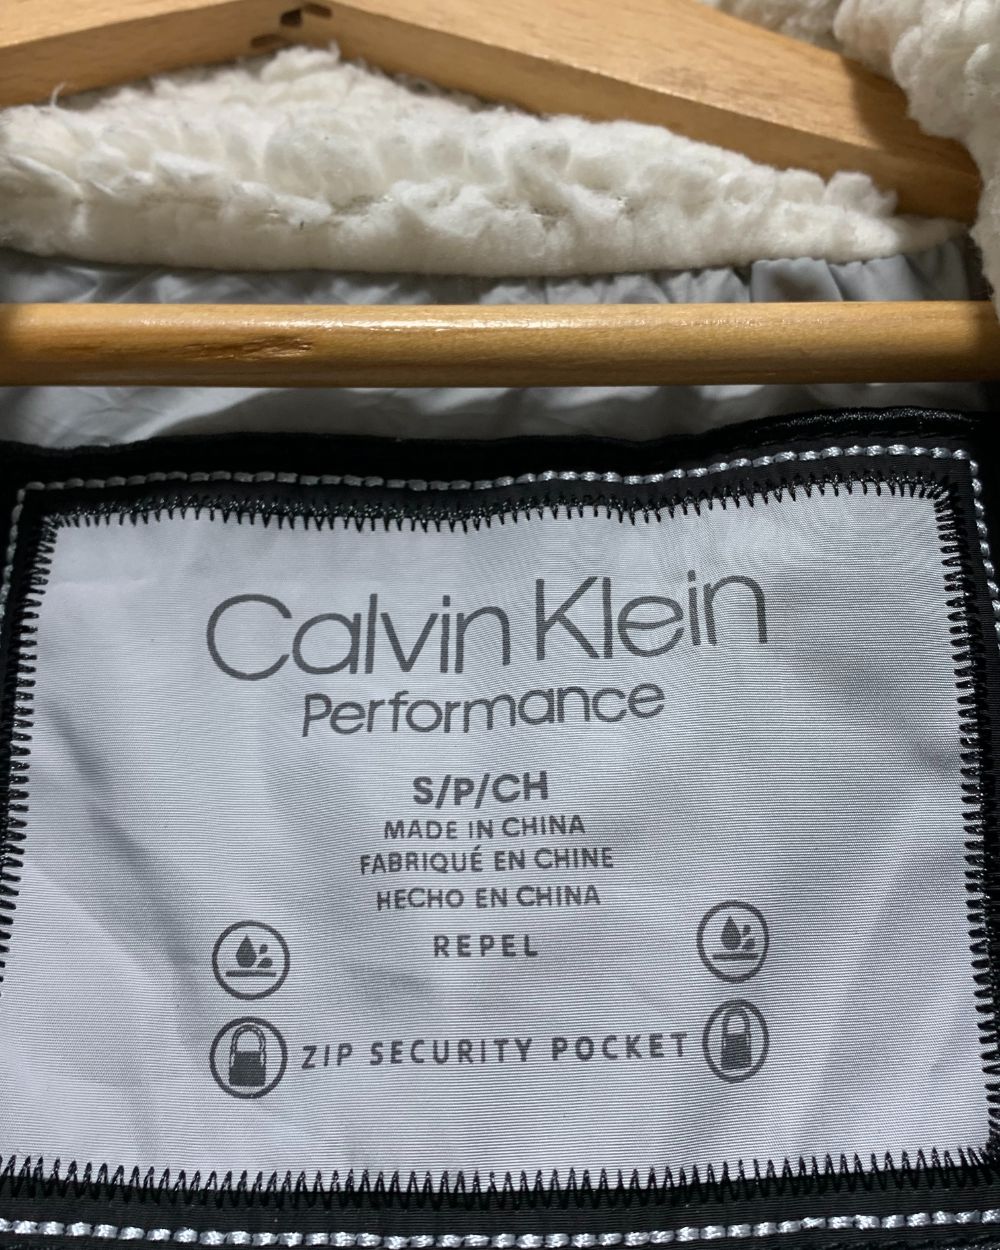 Calvin Klein
Performance
S/P/CH
MADE IN CHINA
FABRIQUÉ EN CHINE
HECHO EN CHINA
REPEL
ZIP SECURITY POCKET